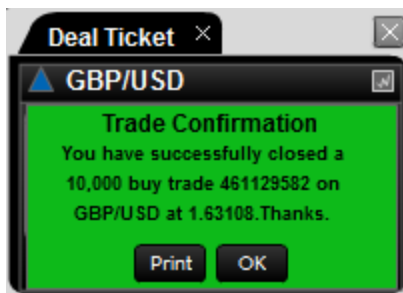 Deal Ticket ×
GBP/USD
Trade Confirmation
You have successfully closed a
10,000 buy trade 461129582 on
GBP/USD at 1.63108.Thanks.
Print OK